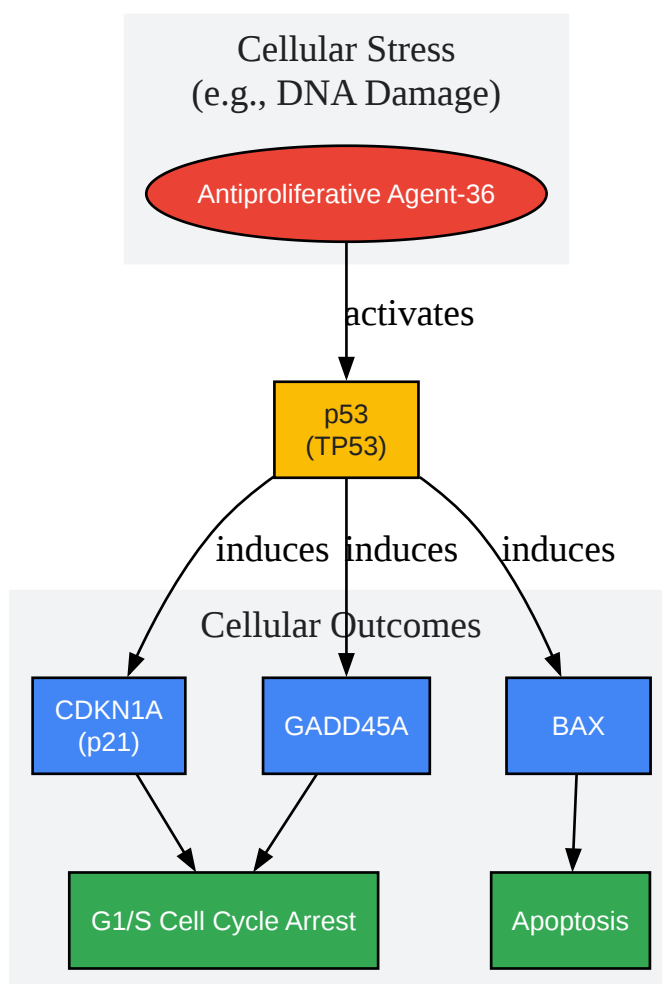 Cellular Stress
(e.g., DNA Damage)
Antiproliferative Agent-36
activates
p53
(TP53)
induces induces induces
Cellular Outcomes
CDKN1A
(p21)
GADD45A
BAX
G1/S Cell Cycle Arrest
Apoptosis